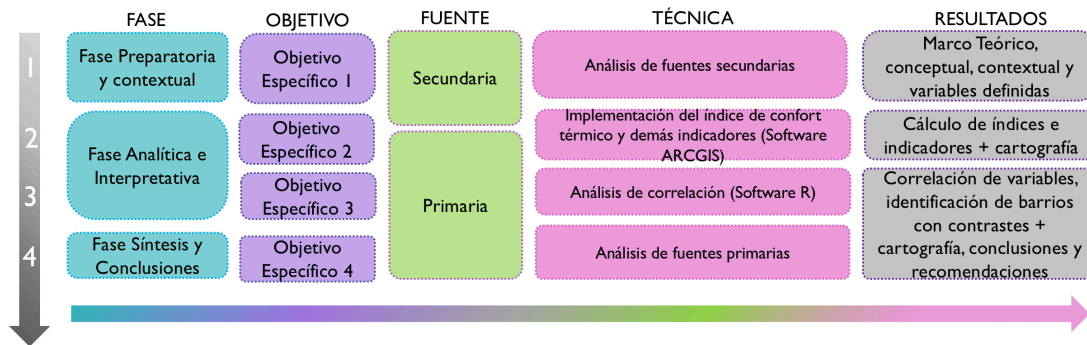 FASE
OBJETIVO
FUENTE
TÉCNICA
RESULTADOS
1
Fase Preparatoria
y contextual
Objetivo
Específico 1
Secundaria
Análisis de fuentes secundarias
Marco Teórico,
conceptual, contextual y
variables definidas
2
Fase Analítica e
Interpretativa
Objetivo
Específico 2
Implementación del índice de confort
térmico y demás indicadores (Software
ARCGIS)
Cálculo de índices e
indicadores + cartografía
3
Objetivo
Específico 3
Primaria
Análisis de correlación (Software R)
Correlación de variables,
identificación de barrios
con contrastes +
cartografía, conclusiones y
recomendaciones
4
Fase Síntesis y
Conclusiones
Objetivo
Específico 4
Análisis de fuentes primarias